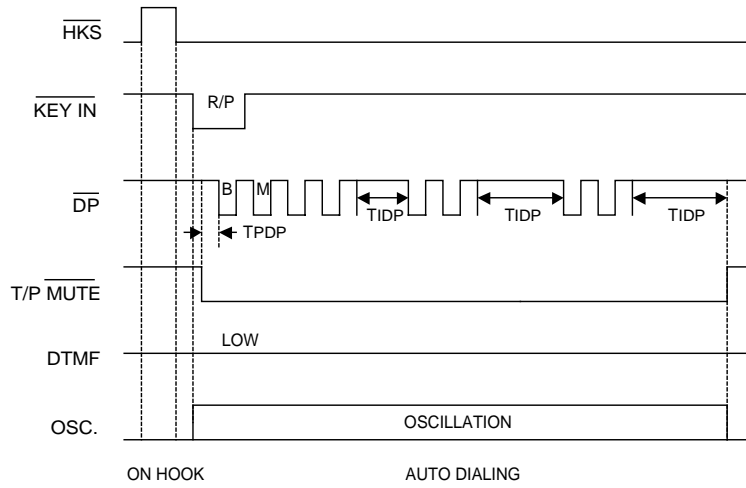 HKS
KEY IN
R/P
DP
B M
TIDP TIDP TIDP
TPDP
T/P MUTE
LOW
DTMF
OSC.
OSCILLATION
ON HOOK AUTO DIALING